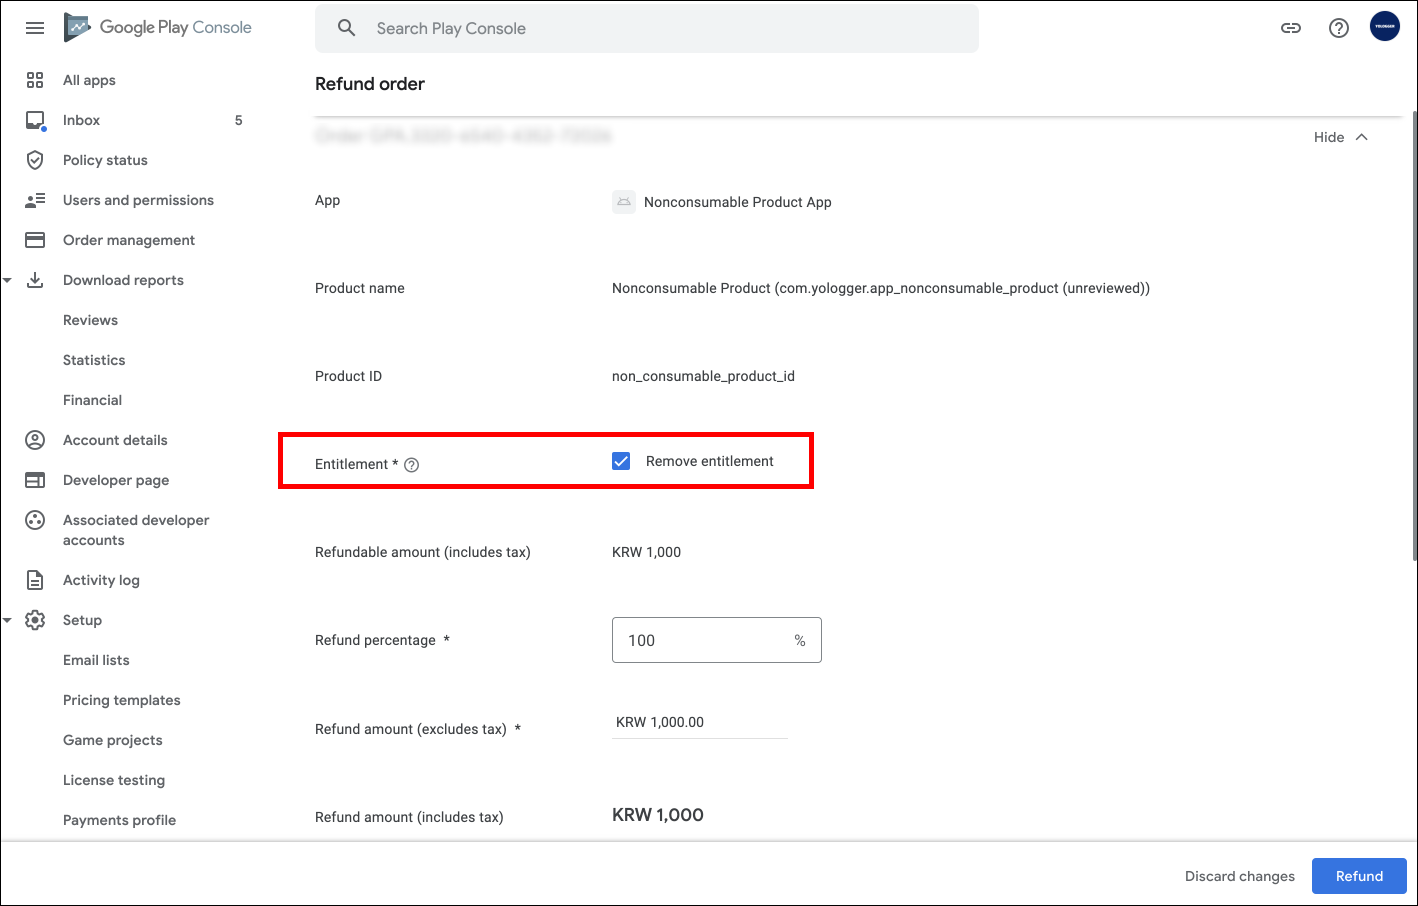 Google Play Console
Search Play Console
YOLOGGER
All apps
Inbox 5
Policy status
Users and permissions
Order management
Download reports
Reviews
Statistics
Financial
Account details
Developer page
Associated developer
accounts
Activity log
Setup
Email lists
Pricing templates
Game projects
License testing
Payments profile
Refund order
Hide
App Nonconsumable Product App
Product name Nonconsumable Product (com.yologger.app_nonconsumable_product (unreviewed))
Product ID non_consumable_product_id
Entitlement * Remove entitlement
Refundable amount (includes tax) KRW 1,000
Refund percentage * 100 %
Refund amount (excludes tax) * KRW 1,000.00
Refund amount (includes tax) KRW 1,000
Discard changes Refund